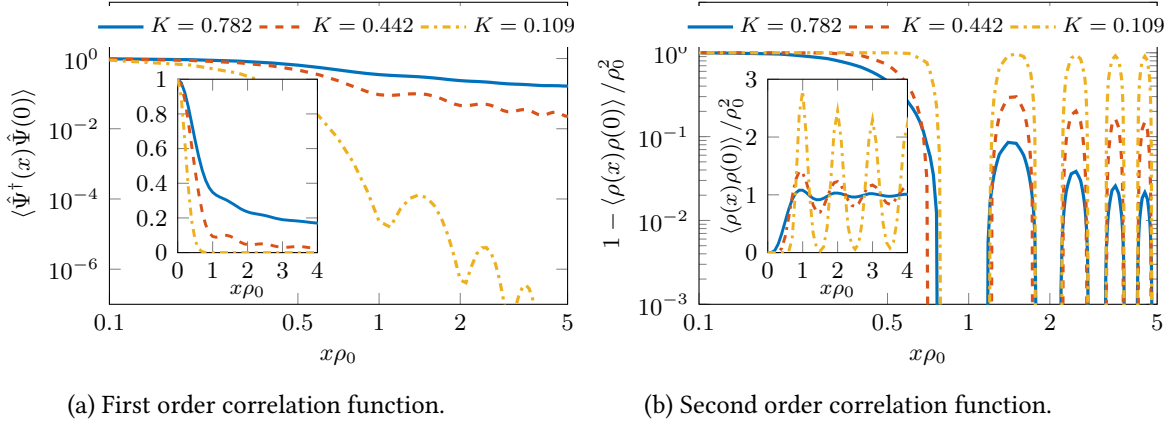 K = 0.782 K = 0.442 K = 0.109
10^0
10^−2
10^−4
10^−6
⟨Ψ̂†(x)Ψ̂(0)⟩
1
0.8
0.6
0.4
0.2
0
0 1 2 3 4
xρ₀
0.1 0.5 1 2 5
xρ₀
(a) First order correlation function.
K = 0.782 K = 0.442 K = 0.109
10^0
10^−1
10^−2
10^−3
1 − ⟨ρ(x)ρ(0)⟩/ρ₀²
3
2
1
0
⟨ρ(x)ρ(0)⟩/ρ₀²
0 1 2 3 4
xρ₀
0.1 0.5 1 2 5
xρ₀
(b) Second order correlation function.